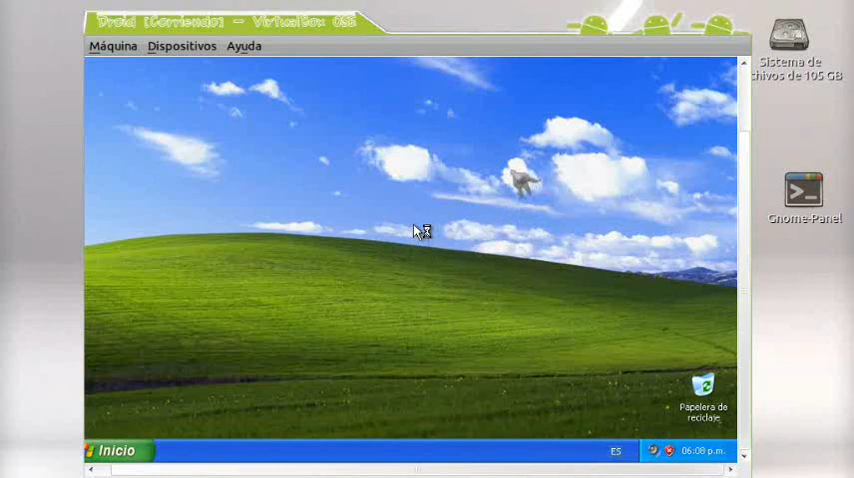 Droid [Corriendo] - VirtualBox OSE
Máquina Dispositivos Ayuda
Sistema de
chivos de 105 GB
Gnome-Panel
Papelera de
reciclaje
Inicio
ES
06:08 p.m.